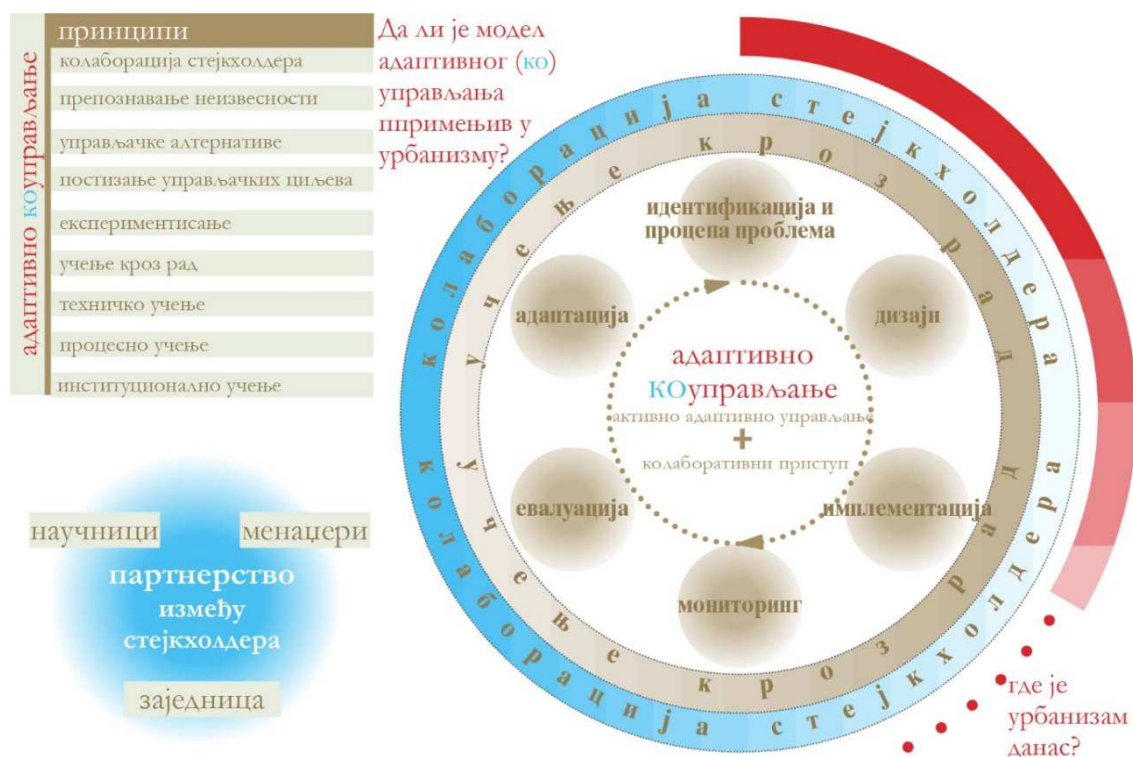 адаптивно КОуправљање
принципи
колаборација стејкхолдера
препознавање неизвесности
управљачке алтернативе
постизање управљачких циљева
експериментисање
учење кроз рад
техничко учење
процесно учење
институционално учење
Да ли је модел
адаптивног (ко)
управљања
ппримењив у
урбанизму?
колаборација стејкхолдера
учење кроз рад
идентификација и
процена проблема
адаптација
дизајн
адаптивно
КОуправљање
активно адаптивно управљање
+
колаборативни приступ
евалуација
имплементација
мониторинг
учење кроз рад
колаборација стејкхолдера
научници
менаџери
партнерство
између
стејкхолдера
заједница
где је
урбанизам
данас?